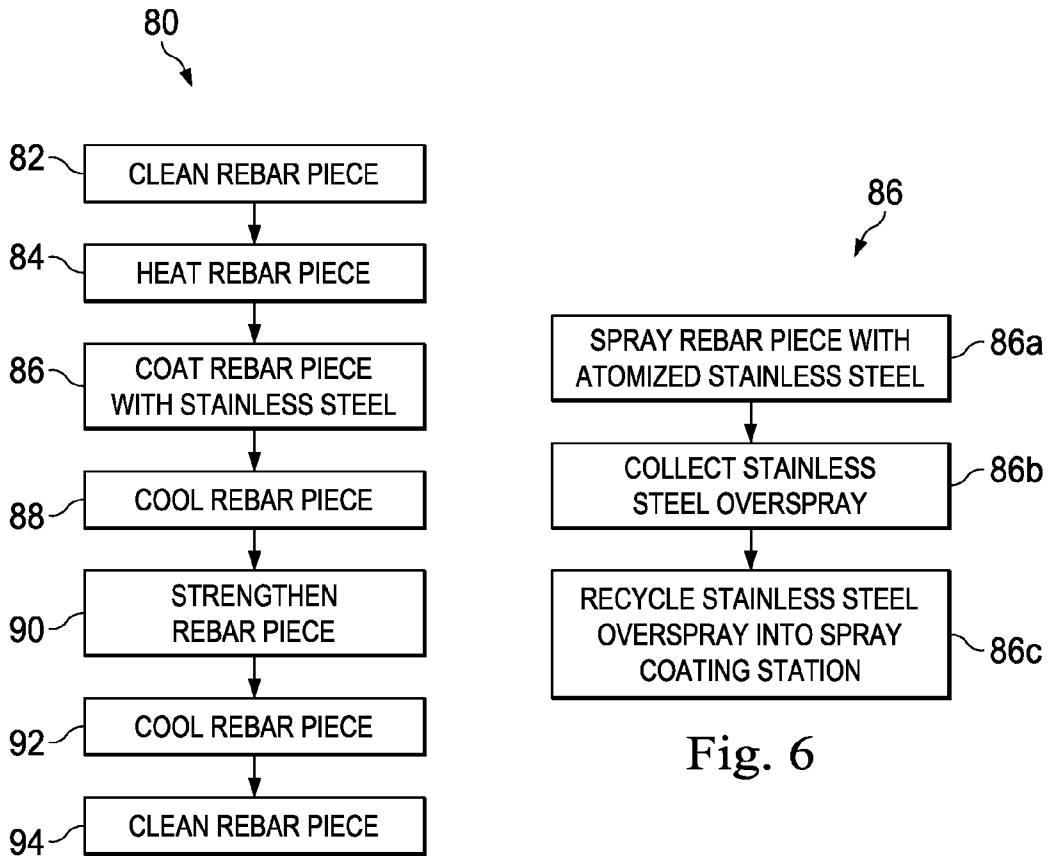 80
82
CLEAN REBAR PIECE
84
HEAT REBAR PIECE
86
COAT REBAR PIECE
WITH STAINLESS STEEL
88
COOL REBAR PIECE
90
STRENGTHEN
REBAR PIECE
92
COOL REBAR PIECE
94
CLEAN REBAR PIECE
86
SPRAY REBAR PIECE WITH
ATOMIZED STAINLESS STEEL
86a
COLLECT STAINLESS
STEEL OVERSPRAY
86b
RECYCLE STAINLESS STEEL
OVERSPRAY INTO SPRAY
COATING STATION
86c
Fig. 6